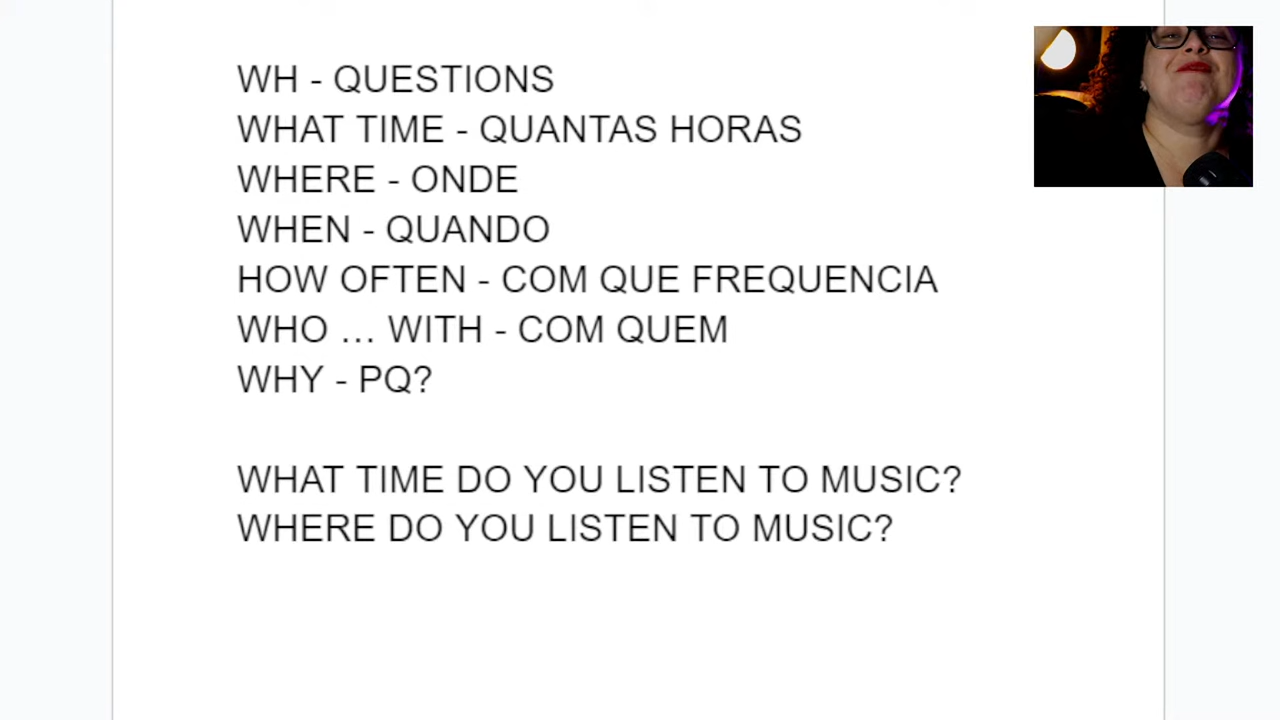 WH - QUESTIONS
WHAT TIME - QUANTAS HORAS
WHERE - ONDE
WHEN - QUANDO
HOW OFTEN - COM QUE FREQUENCIA
WHO ... WITH - COM QUEM
WHY - PQ?
WHAT TIME DO YOU LISTEN TO MUSIC?
WHERE DO YOU LISTEN TO MUSIC?